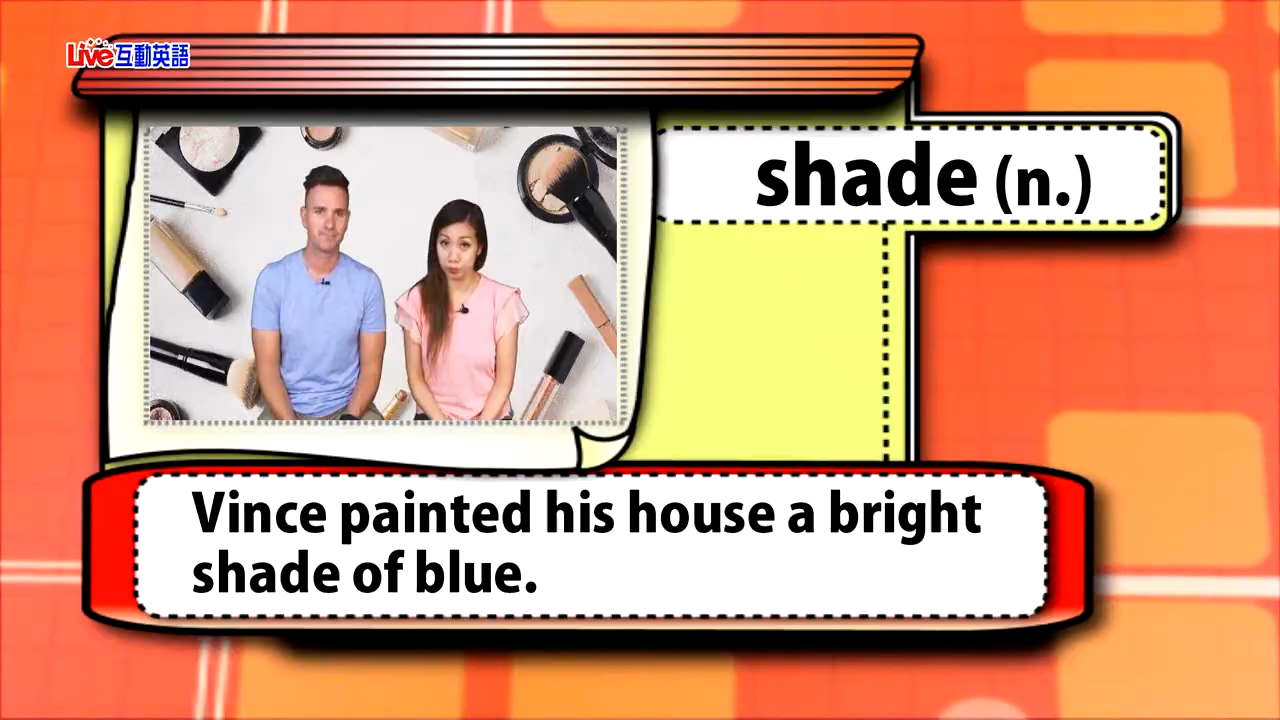 Live互動英語
shade (n.)
Vince painted his house a bright
shade of blue.